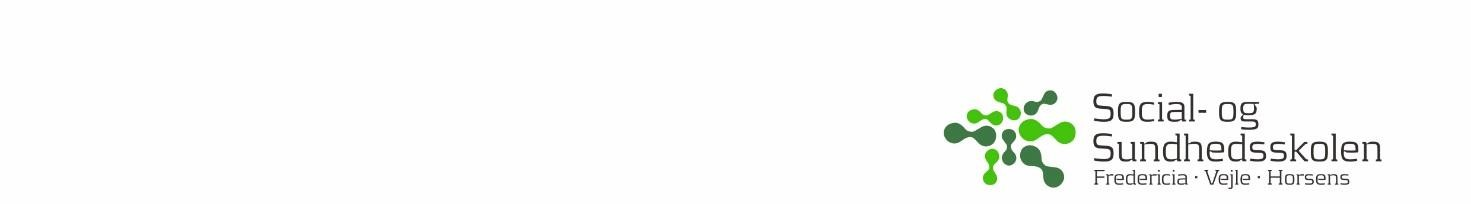 Social- og
Sundhedsskolen
Fredericia · Vejle · Horsens